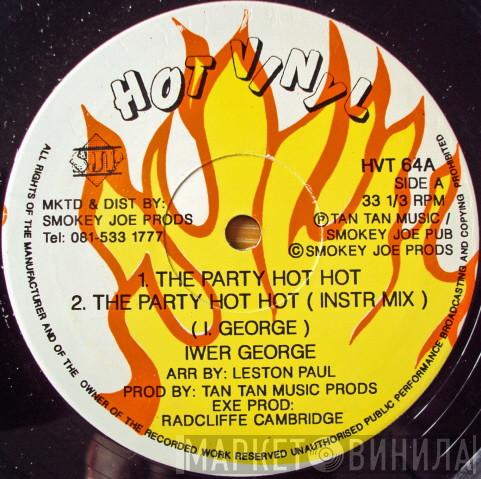 HOT VINYL
SJP
HVT 64A
SIDE A
33 1/3 RPM
MKTD & DIST BY:
SMOKEY JOE PRODS
Tel: 081-533 1777
Ⓟ TAN TAN MUSIC /
SMOKEY JOE PUB
© SMOKEY JOE PRODS
1. THE PARTY HOT HOT
2. THE PARTY HOT HOT ( INSTR MIX )
( I. GEORGE )
IWER GEORGE
ARR BY: LESTON PAUL
PROD BY: TAN TAN MUSIC PRODS
EXE PROD:
RADCLIFFE CAMBRIDGE
ALL RIGHTS OF THE MANUFACTURER AND OF THE OWNER OF THE RECORDED WORK RESERVED UNAUTHORISED PUBLIC PERFORMANCE BROADCASTING AND COPYING PROHIBITED
МАРКЕТ ВИНИЛА